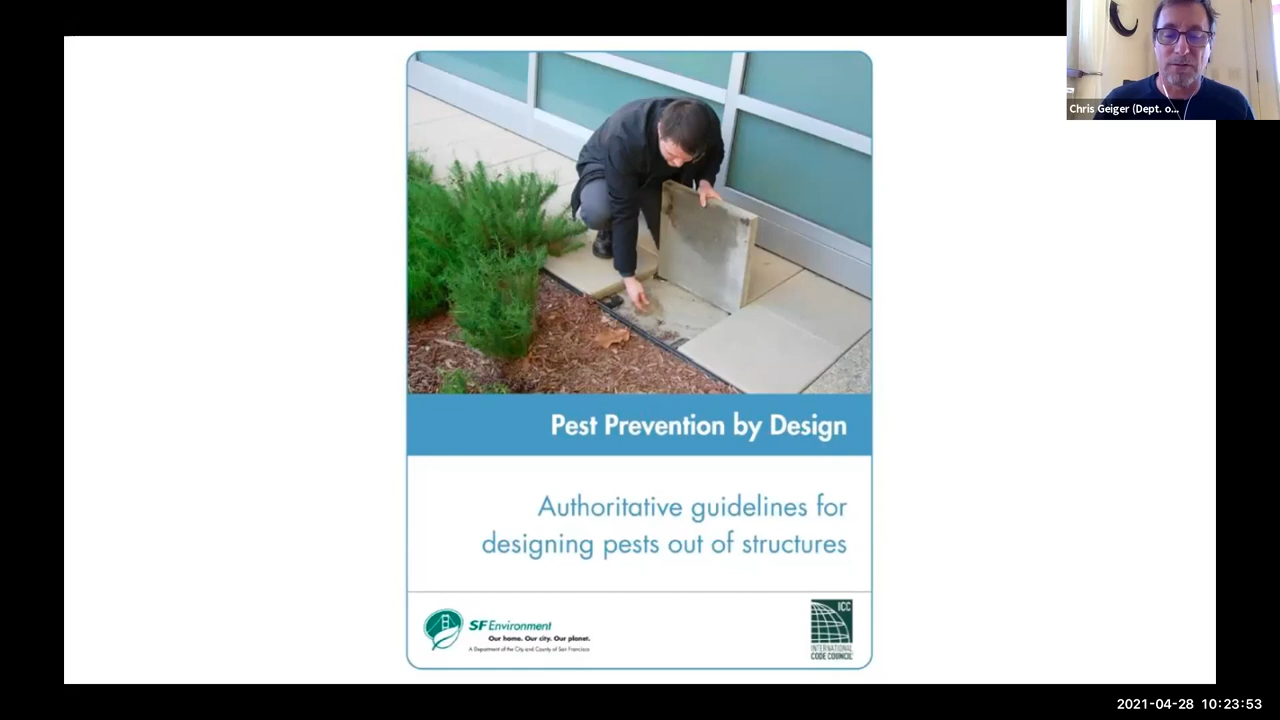 Chris Geiger (Dept. o...
Pest Prevention by Design
Authoritative guidelines for
designing pests out of structures
SF Environment
Our home. Our city. Our planet.
A Department of the City and County of San Francisco
ICC
INTERNATIONAL
CODE COUNCIL
2021-04-28 10:23:53